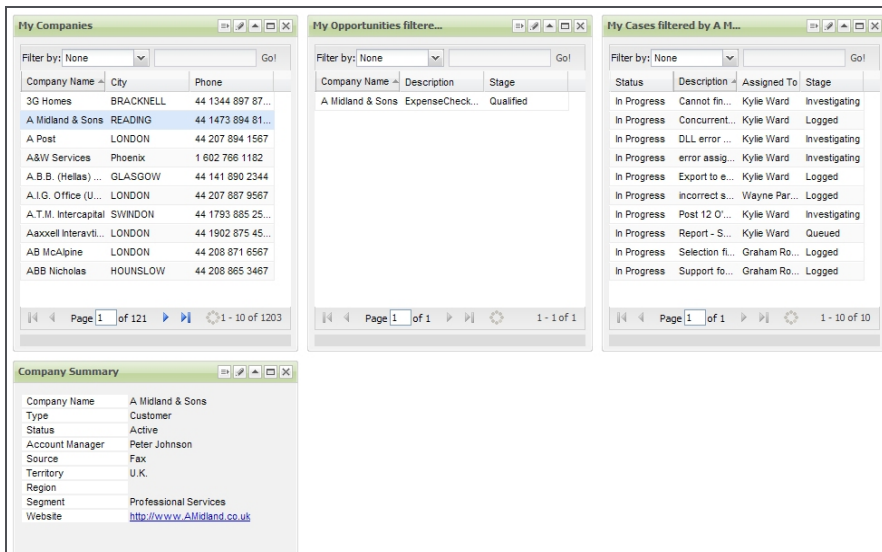 My Companies
Filter by: None Go!
Company Name City Phone
3G Homes BRACKNELL 44 1344 897 87...
A Midland & Sons READING 44 1473 894 81...
A Post LONDON 44 207 894 1567
A&W Services Phoenix 1 602 766 1182
A.B.B. (Hellas) ... GLASGOW 44 141 890 2344
A.I.G. Office (U... LONDON 44 207 887 9567
A.T.M. Intercapital SWINDON 44 1793 885 25...
Aaxxell Interavti... LONDON 44 1902 875 45...
AB McAlpine LONDON 44 208 871 6567
ABB Nicholas HOUNSLOW 44 208 865 3467
Page 1 of 121 1 - 10 of 1203
My Opportunities filtere...
Filter by: None Go!
Company Name Description Stage
A Midland & Sons ExpenseCheck... Qualified
Page 1 of 1 1 - 1 of 1
My Cases filtered by A M...
Filter by: None Go!
Status Description Assigned To Stage
In Progress Cannot fin... Kylie Ward Investigating
In Progress Concurrent... Kylie Ward Logged
In Progress DLL error ... Kylie Ward Investigating
In Progress error assig... Kylie Ward Investigating
In Progress Export to e... Kylie Ward Logged
In Progress incorrect s... Wayne Par... Logged
In Progress Post 12 O'... Kylie Ward Investigating
In Progress Report - S... Kylie Ward Queued
In Progress Selection fi... Graham Ro... Logged
In Progress Support fo... Graham Ro... Logged
Page 1 of 1 1 - 10 of 10
Company Summary
Company Name A Midland & Sons
Type Customer
Status Active
Account Manager Peter Johnson
Source Fax
Territory U.K.
Region
Segment Professional Services
Website http://www.AMidland.co.uk